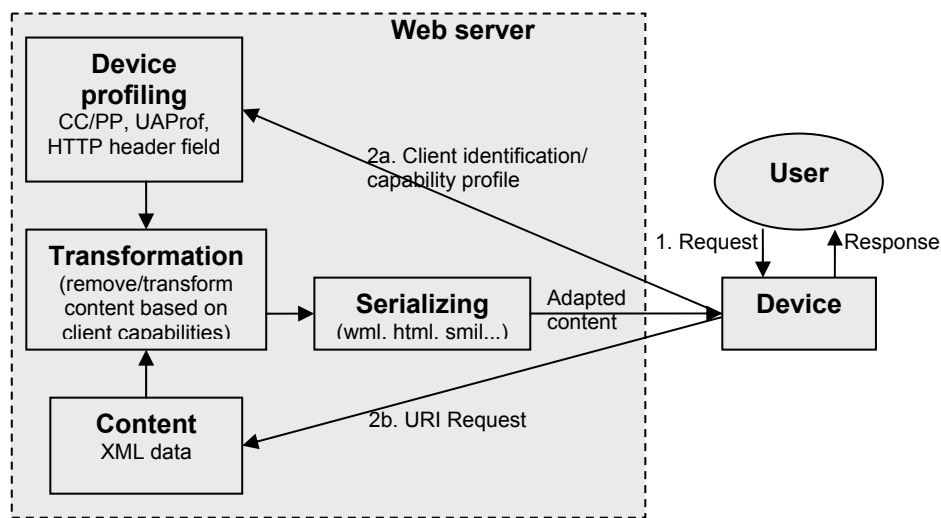 Web server
Device
profiling
CC/PP, UAProf,
HTTP header field
2a. Client identification/
capability profile
User
1. Request
Response
Transformation
(remove/transform
content based on
client capabilities)
Serializing
(wml, html, smil...)
Adapted
content
Device
Content
XML data
2b. URI Request